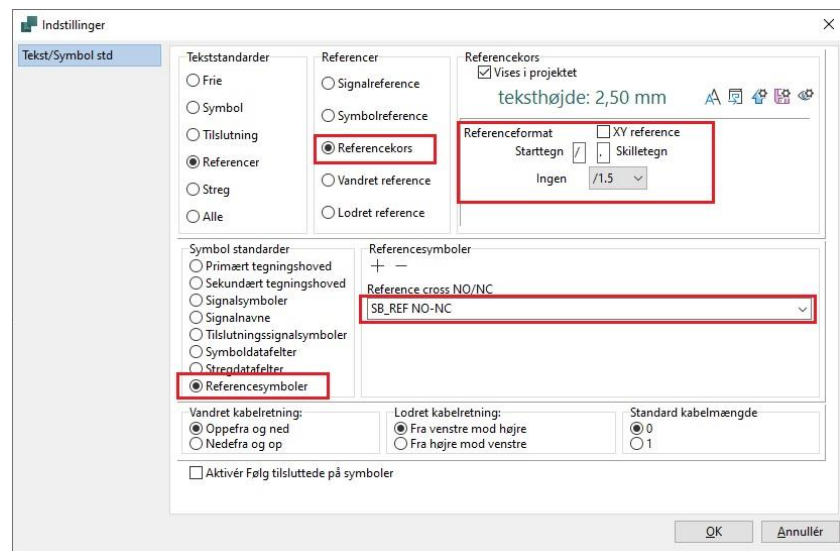 Indstillinger
Tekst/Symbol std
Tekststandarder
Frie
Symbol
Tilslutning
Referencer
Streg
Alle
Referencer
Signalreference
Symbolreference
Referencekors
Vandret reference
Lodret reference
Referencekors
Vises i projektet
teksthøjde: 2,50 mm
Referenceformat XY reference
Starttegn / . Skilletegn
Ingen /1.5
Symbol standarder
Primært tegningshoved
Sekundært tegningshoved
Signalsymboler
Signalnavne
Tilslutningssignalsymboler
Symboldatafelter
Stregdatafelter
Referencesymboler
Referencesymboler
Reference cross NO/NC
SB_REF NO-NC
Vandret kabelretning:
Oppefra og ned
Nedefra og op
Lodret kabelretning:
Fra venstre mod højre
Fra højre mod venstre
Standard kabelmængde
0
1
Aktivér Følg tilsluttede på symboler
OK Annullér